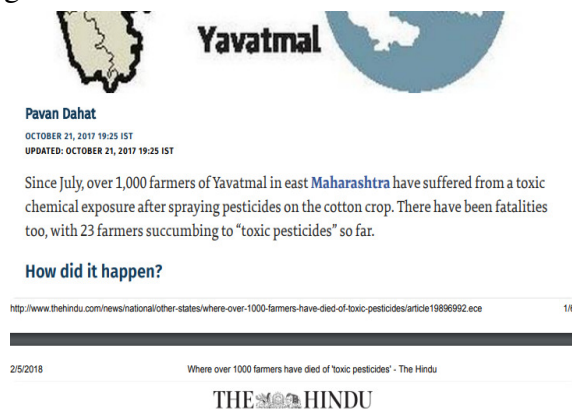 Yavatmal
Pavan Dahat
OCTOBER 21, 2017 19:25 IST
UPDATED: OCTOBER 21, 2017 19:25 IST
Since July, over 1,000 farmers of Yavatmal in east Maharashtra have suffered from a toxic
chemical exposure after spraying pesticides on the cotton crop. There have been fatalities
too, with 23 farmers succumbing to “toxic pesticides” so far.
How did it happen?
http://www.thehindu.com/news/national/other-states/where-over-1000-farmers-have-died-of-toxic-pesticides/article19896992.ece
2/5/2018 Where over 1000 farmers have died of 'toxic pesticides' - The Hindu
THE HINDU